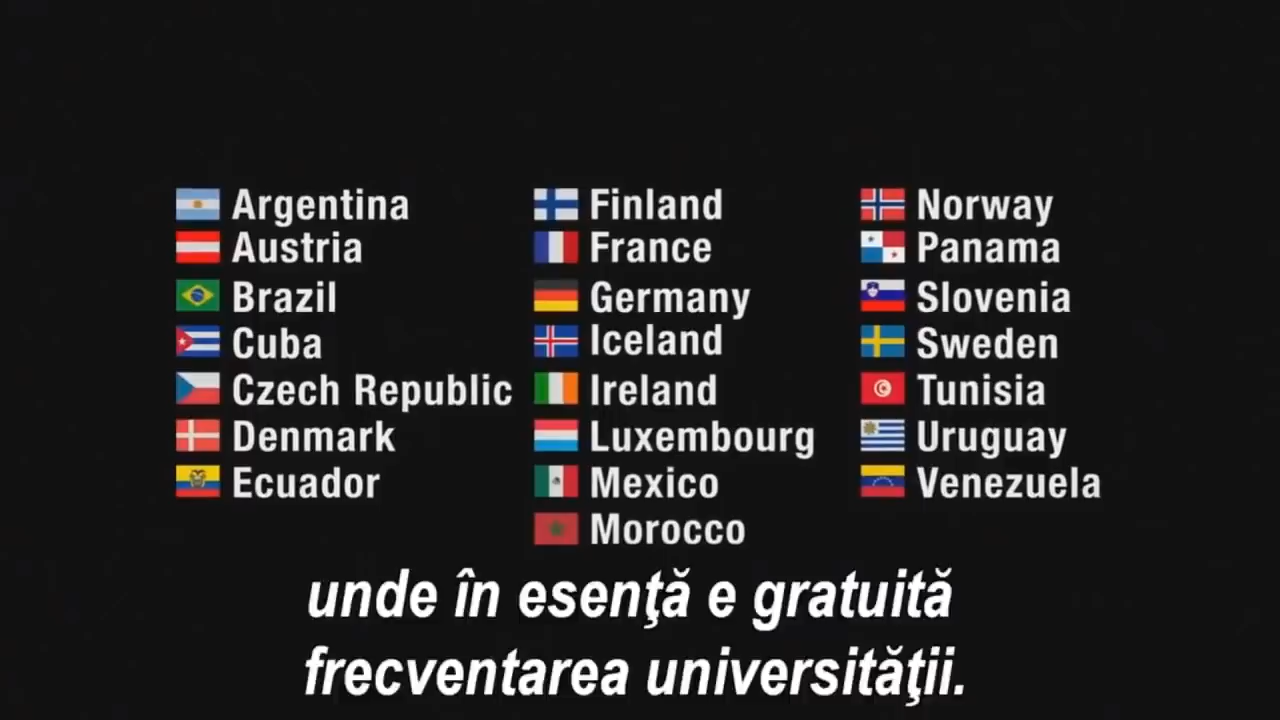 Argentina
Austria
Brazil
Cuba
Czech Republic
Denmark
Ecuador
Finland
France
Germany
Iceland
Ireland
Luxembourg
Mexico
Morocco
Norway
Panama
Slovenia
Sweden
Tunisia
Uruguay
Venezuela
unde în esenţă e gratuită
frecventarea universităţii.